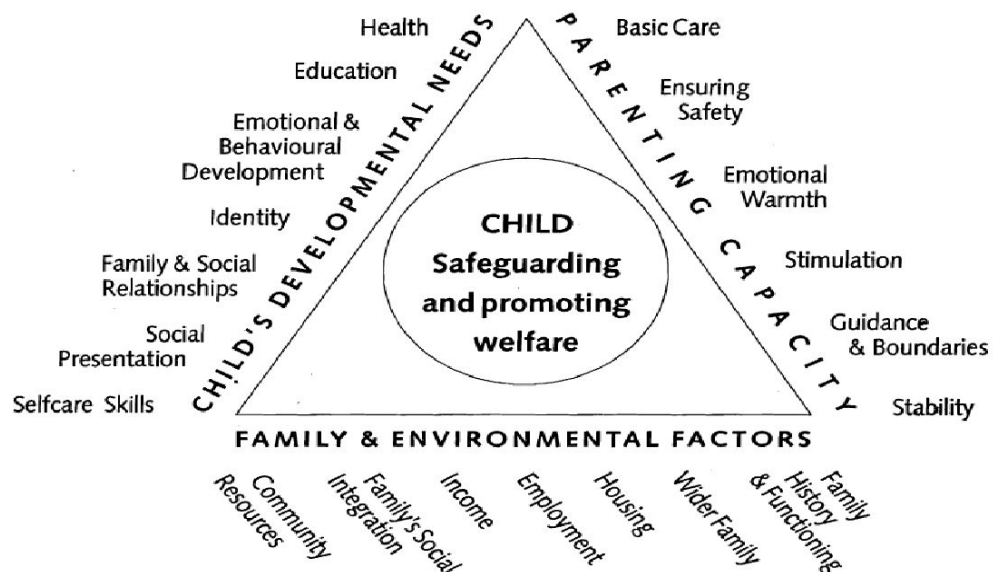 Health
Education
Emotional &
Behavioural
Development
Identity
Family & Social
Relationships
Social
Presentation
Selfcare Skills
CHILD'S DEVELOPMENTAL NEEDS
CHILD
Safeguarding
and promoting
welfare
PARENTING CAPACITY
Basic Care
Ensuring
Safety
Emotional
Warmth
Stimulation
Guidance
& Boundaries
Stability
FAMILY & ENVIRONMENTAL FACTORS
Community
Resources
Family's Social
Integration
Income
Employment
Housing
Wider Family
Family
History
& Functioning